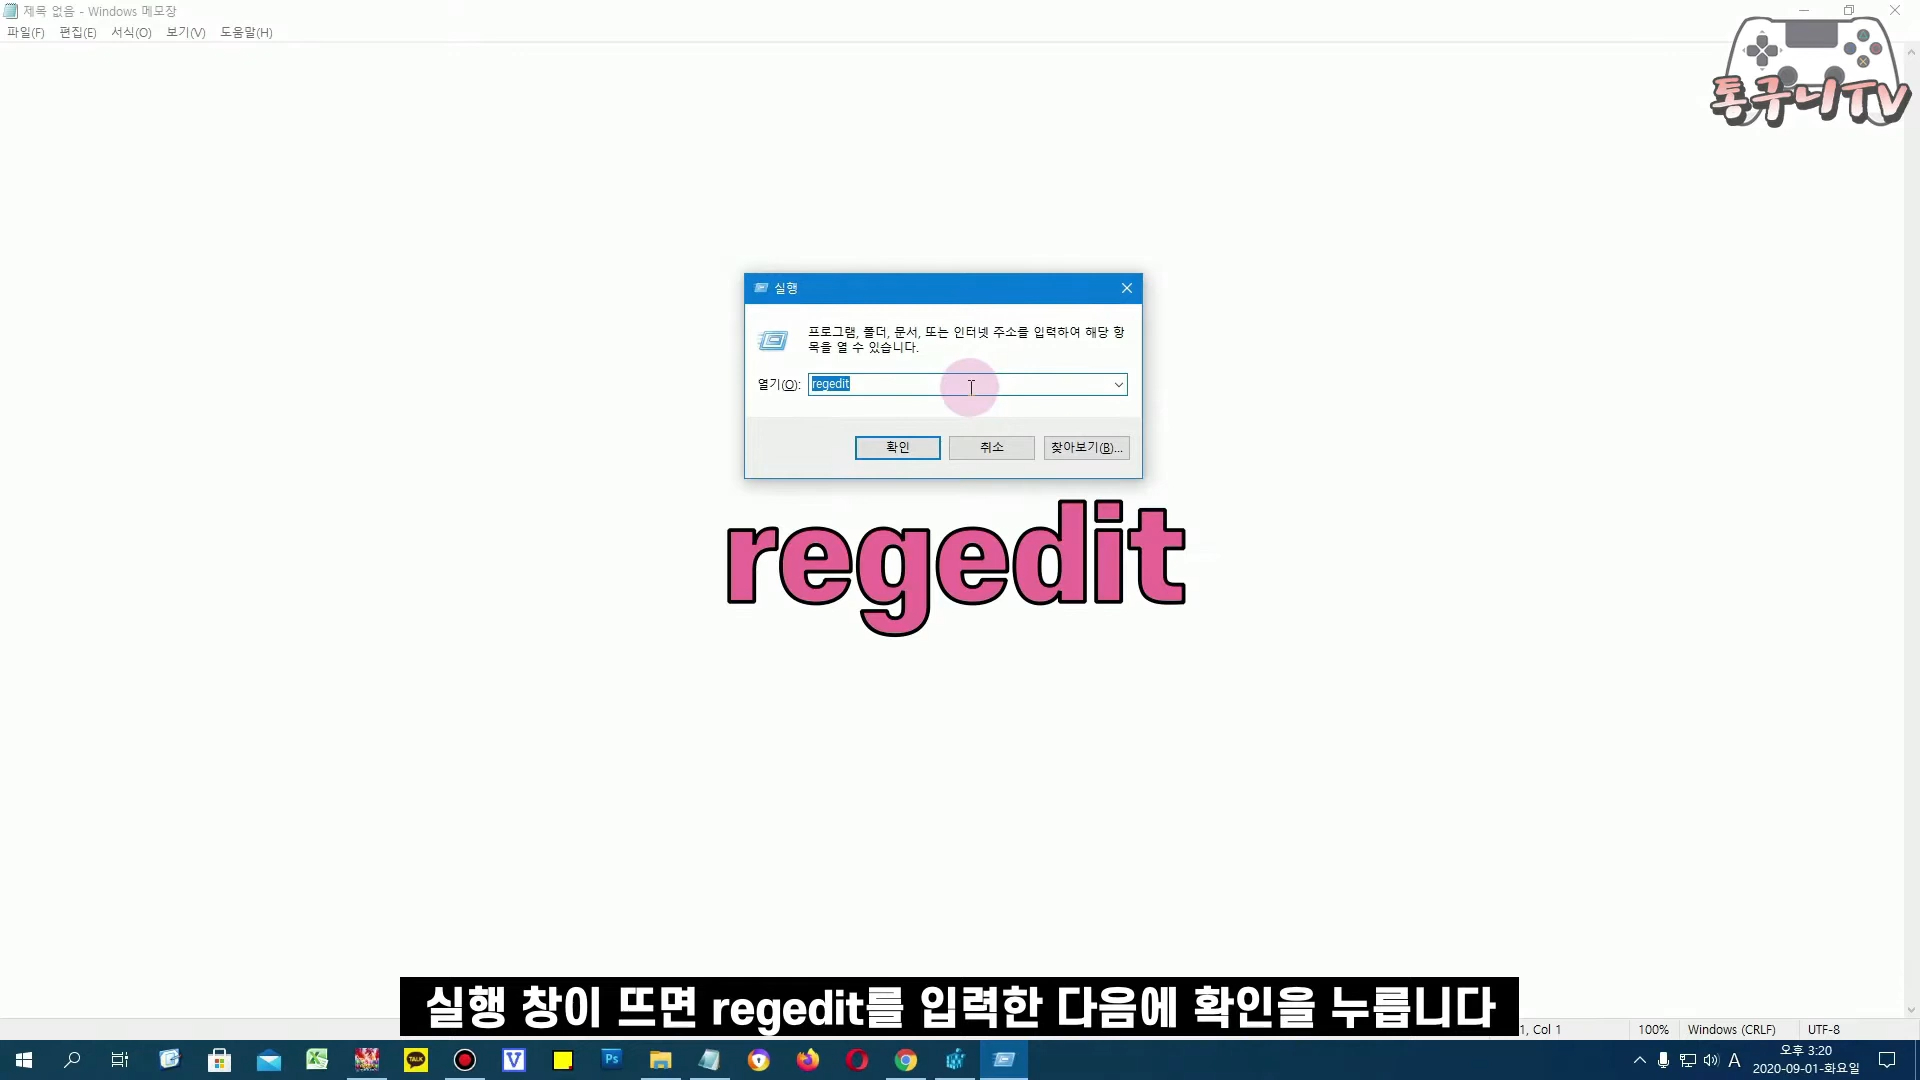 제목 없음 - Windows 메모장
파일(F) 편집(E) 서식(O) 보기(V) 도움말(H)
통구니TV
실행
프로그램, 폴더, 문서, 또는 인터넷 주소를 입력하여 해당 항
목을 열 수 있습니다.
열기(O): regedit
확인 취소 찾아보기(B)...
regedit
실행 창이 뜨면 regedit를 입력한 다음에 확인을 누릅니다
1, Col 1 100% Windows (CRLF) UTF-8
TALK V Ps A 오후 3:20
2020-09-01-화요일